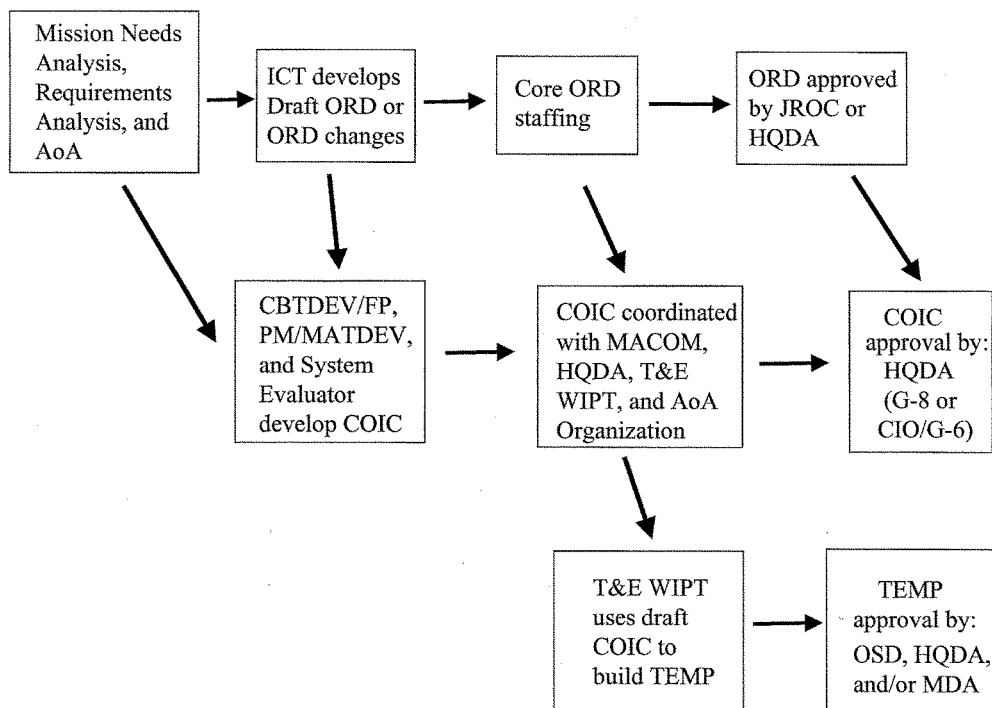 Mission Needs
Analysis,
Requirements
Analysis, and
AoA
ICT develops
Draft ORD or
ORD changes
Core ORD
staffing
ORD approved
by JROC or
HQDA
CBTDEV/FP,
PM/MATDEV,
and System
Evaluator
develop COIC
COIC coordinated
with MACOM,
HQDA, T&E
WIPT, and AoA
Organization
COIC
approval by:
HQDA
(G-8 or
CIO/G-6)
T&E WIPT
uses draft
COIC to
build TEMP
TEMP
approval by:
OSD, HQDA,
and/or MDA